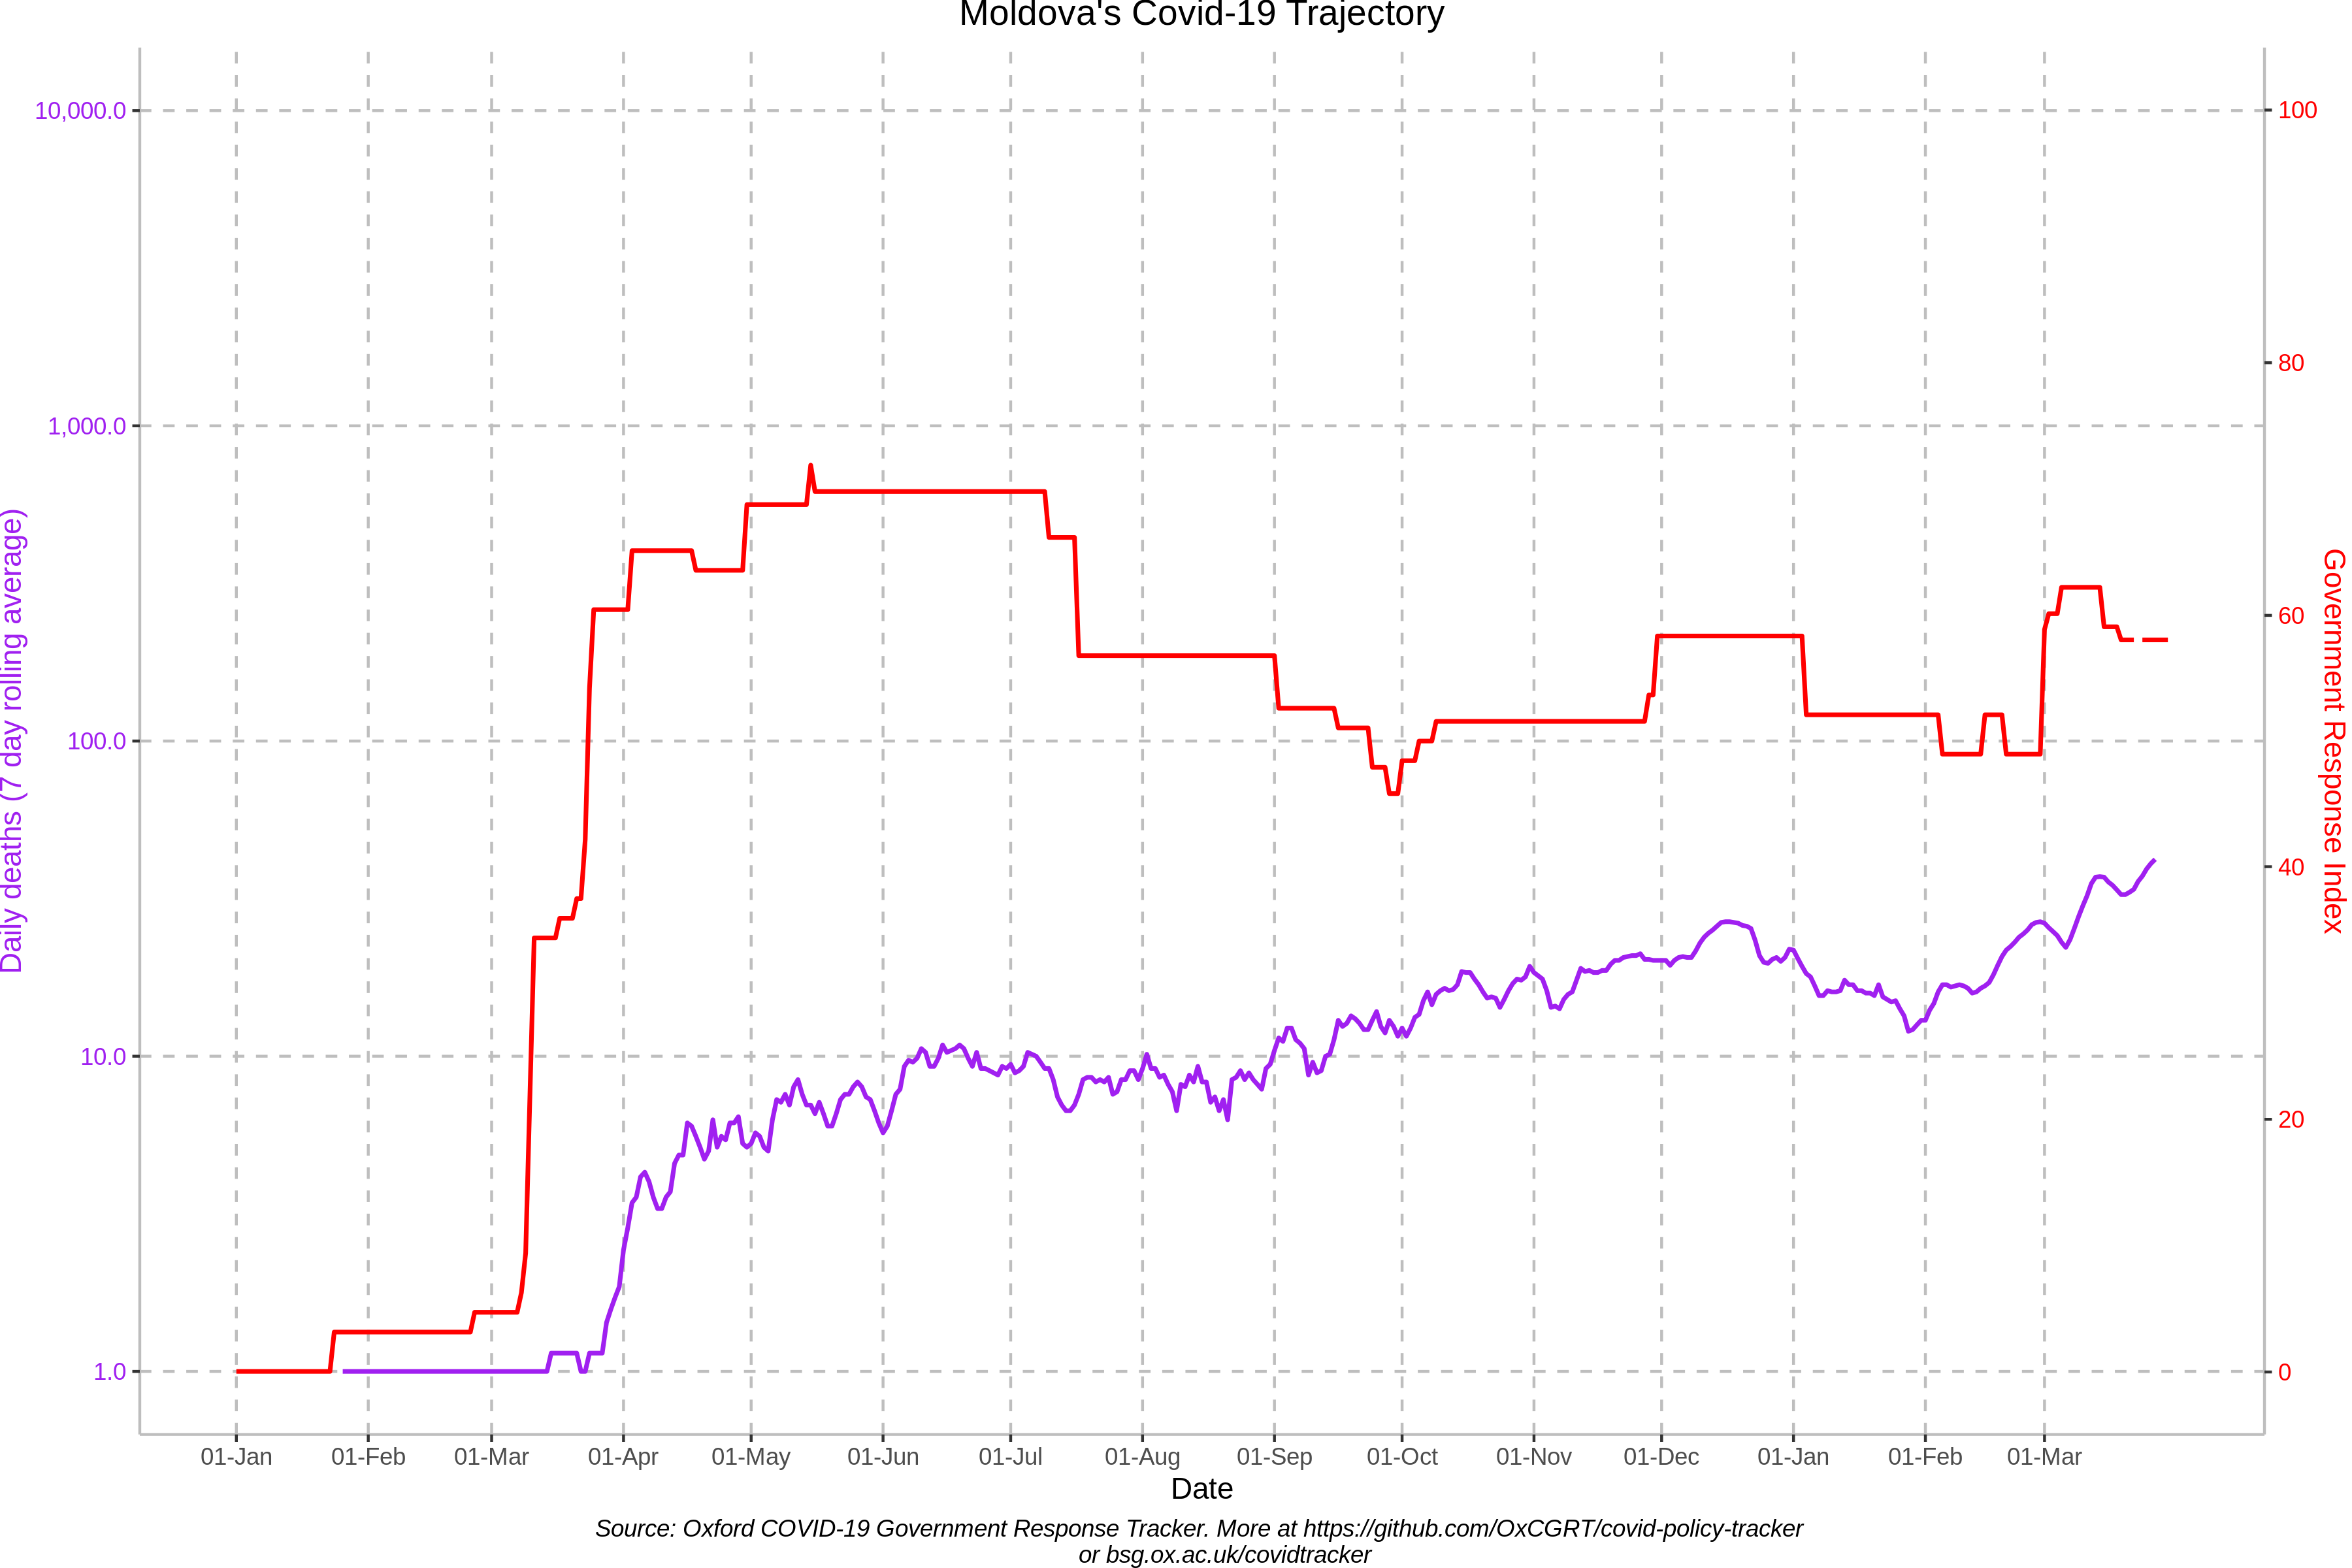 Moldova's Covid-19 Trajectory
Daily deaths (7 day rolling average)
10,000.0
1,000.0
100.0
10.0
1.0
100
80
60
40
20
0
Government Response Index
01-Jan 01-Feb 01-Mar 01-Apr 01-May 01-Jun 01-Jul 01-Aug 01-Sep 01-Oct 01-Nov 01-Dec 01-Jan 01-Feb 01-Mar
Date
Source: Oxford COVID-19 Government Response Tracker. More at https://github.com/OxCGRT/covid-policy-tracker
or bsg.ox.ac.uk/covidtracker